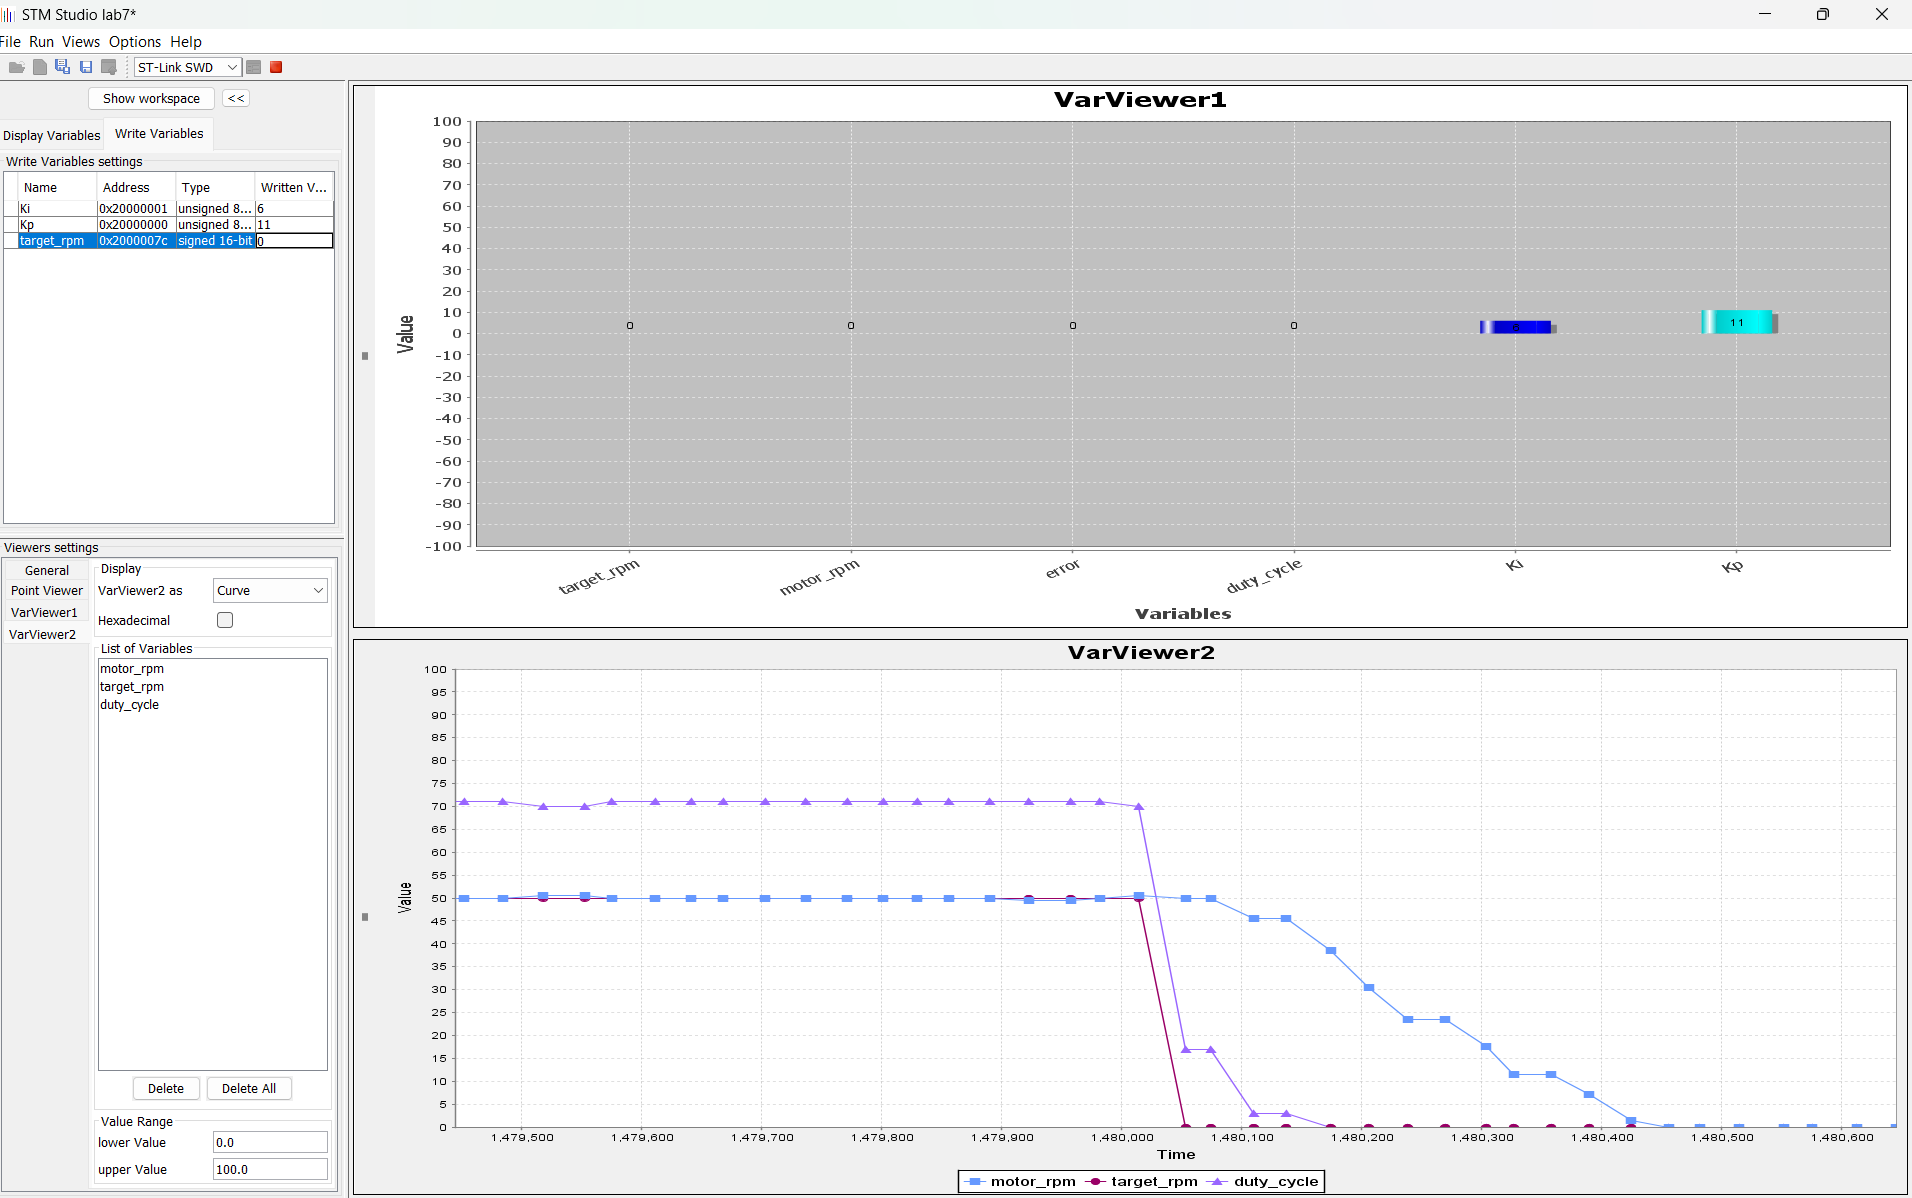 STM Studio lab7*
File Run Views Options Help
ST-Link SWD
Show workspace <<
Display Variables Write Variables
Write Variables settings
Name Address Type Written V...
Ki 0x20000001 unsigned 8... 6
Kp 0x20000000 unsigned 8... 11
target_rpm 0x2000007c signed 16-bit 0
Viewers settings
General
Point Viewer
VarViewer1
VarViewer2
Display
VarViewer2 as Curve
Hexadecimal
List of Variables
motor_rpm
target_rpm
duty_cycle
Delete Delete All
Value Range
lower Value 0.0
upper Value 100.0
VarViewer1
100
90
80
70
60
50
40
30
20
10
0
-10
-20
-30
-40
-50
-60
-70
-80
-90
-100
Value
0 0 0 0 11
target_rpm motor_rpm error duty_cycle Ki Kp
Variables
VarViewer2
100
95
90
85
80
75
70
65
60
55
50
45
40
35
30
25
20
15
10
5
0
Value
1,479,500 1,479,600 1,479,700 1,479,800 1,479,900 1,480,000 1,480,100 1,480,200 1,480,300 1,480,400 1,480,500 1,480,600
Time
motor_rpm target_rpm duty_cycle